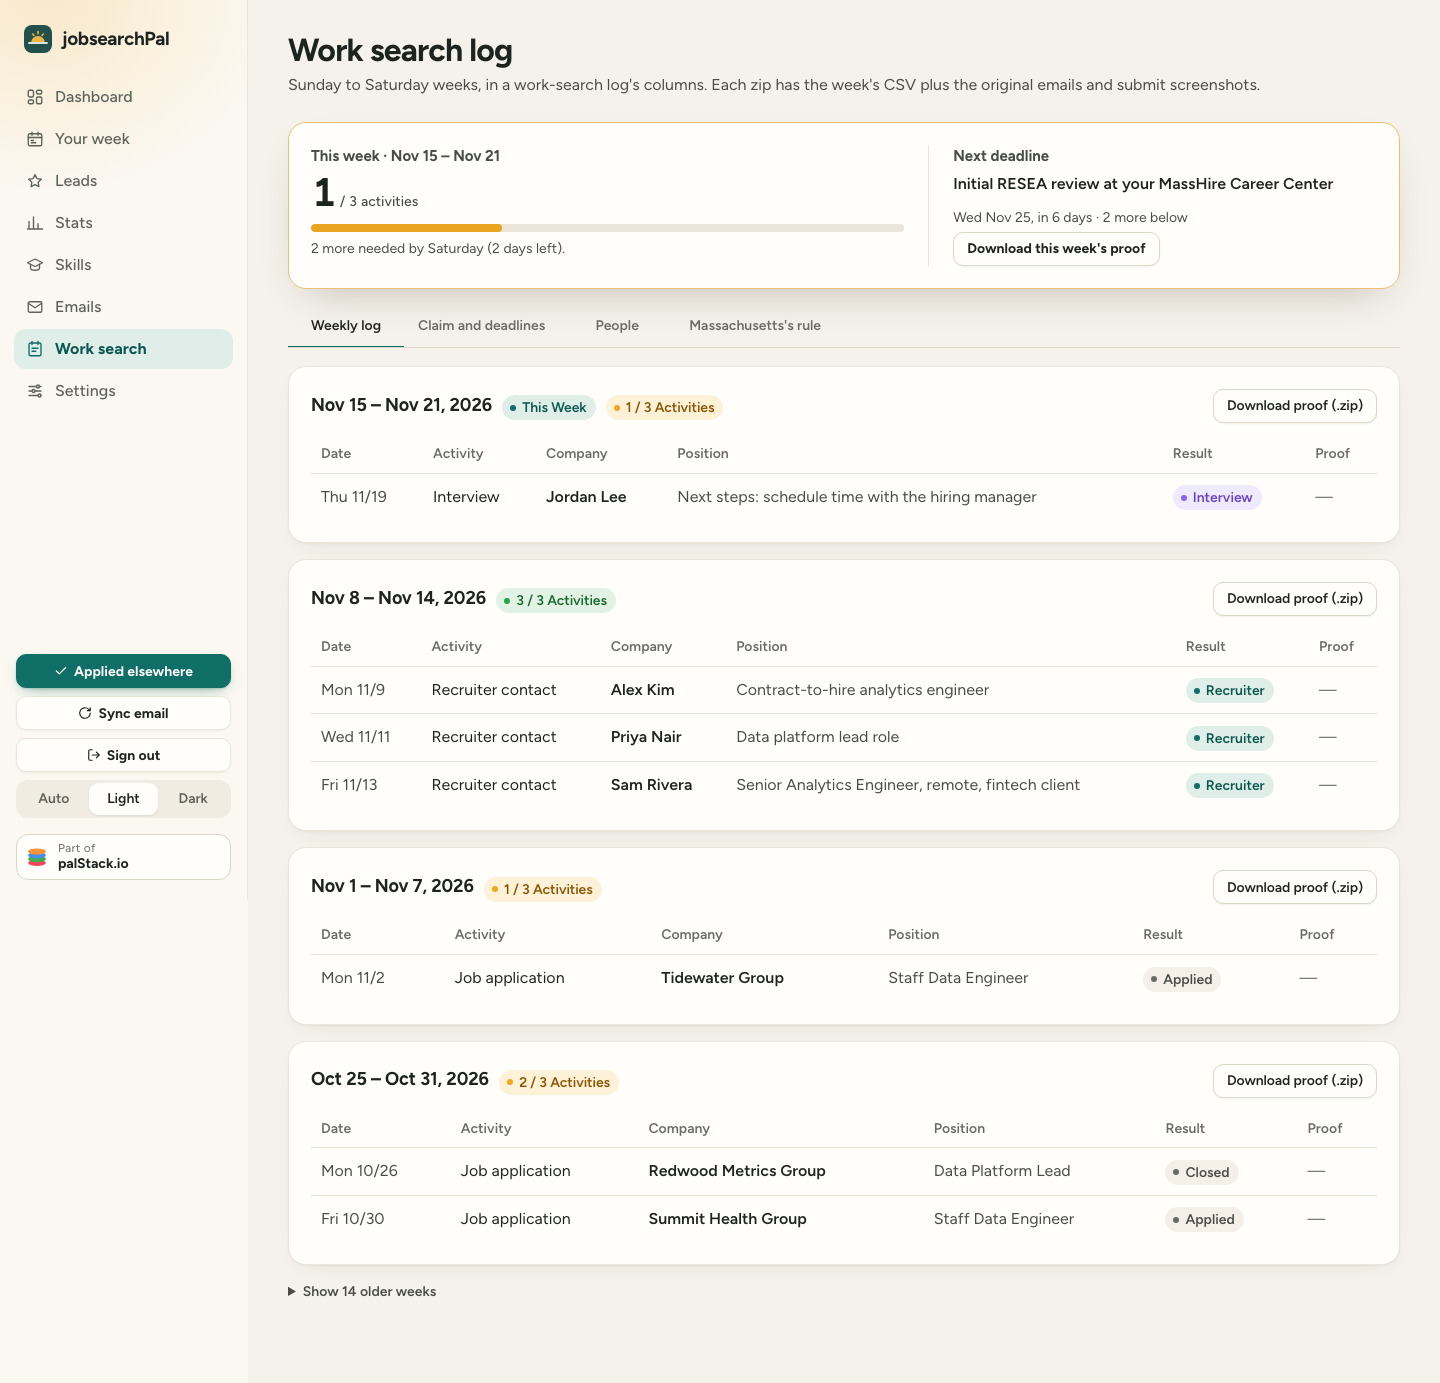 jobsearchPal
Dashboard
Your week
Leads
Stats
Skills
Emails
Work search
Settings
Applied elsewhere
Sync email
Sign out
Auto Light Dark
Part of
palStack.io
Work search log
Sunday to Saturday weeks, in a work-search log's columns. Each zip has the week's CSV plus the original emails and submit screenshots.
This week · Nov 15 – Nov 21
1 / 3 activities
2 more needed by Saturday (2 days left).
Next deadline
Initial RESEA review at your MassHire Career Center
Wed Nov 25, in 6 days · 2 more below
Download this week's proof
Weekly log Claim and deadlines People Massachusetts's rule
Nov 15 – Nov 21, 2026 This Week 1 / 3 Activities Download proof (.zip)
Date Activity Company Position Result Proof
Thu 11/19 Interview Jordan Lee Next steps: schedule time with the hiring manager Interview —
Nov 8 – Nov 14, 2026 3 / 3 Activities Download proof (.zip)
Date Activity Company Position Result Proof
Mon 11/9 Recruiter contact Alex Kim Contract-to-hire analytics engineer Recruiter —
Wed 11/11 Recruiter contact Priya Nair Data platform lead role Recruiter —
Fri 11/13 Recruiter contact Sam Rivera Senior Analytics Engineer, remote, fintech client Recruiter —
Nov 1 – Nov 7, 2026 1 / 3 Activities Download proof (.zip)
Date Activity Company Position Result Proof
Mon 11/2 Job application Tidewater Group Staff Data Engineer Applied —
Oct 25 – Oct 31, 2026 2 / 3 Activities Download proof (.zip)
Date Activity Company Position Result Proof
Mon 10/26 Job application Redwood Metrics Group Data Platform Lead Closed —
Fri 10/30 Job application Summit Health Group Staff Data Engineer Applied —
Show 14 older weeks